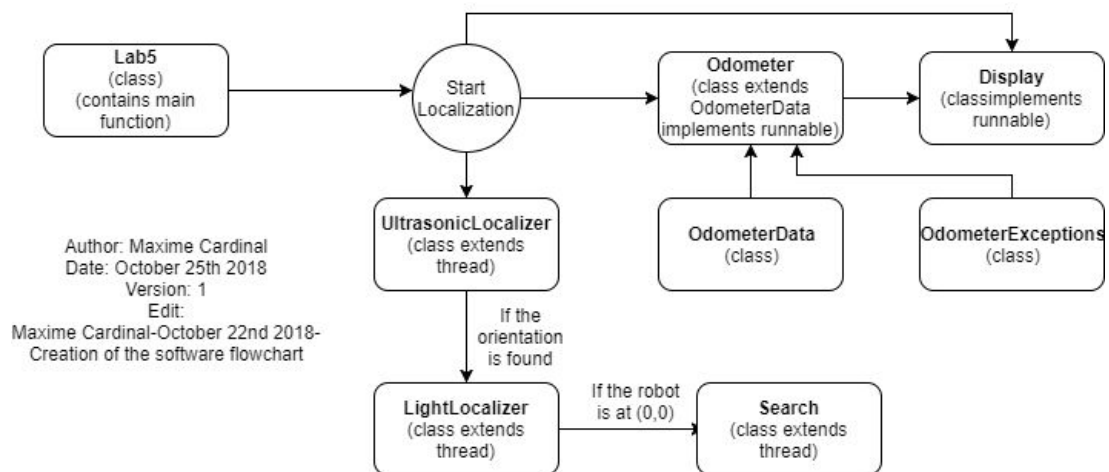 Lab5
(class)
(contains main
function)
Start
Localization
Odometer
(class extends
OdometerData
implements runnable)
Display
(classimplements
runnable)
UltrasonicLocalizer
(class extends
thread)
OdometerData
(class)
OdometerExceptions
(class)
Author: Maxime Cardinal
Date: October 25th 2018
Version: 1
Edit:
Maxime Cardinal-October 22nd 2018-
Creation of the software flowchart
If the
orientation
is found
LightLocalizer
(class extends
thread)
If the robot
is at (0,0)
Search
(class extends
thread)